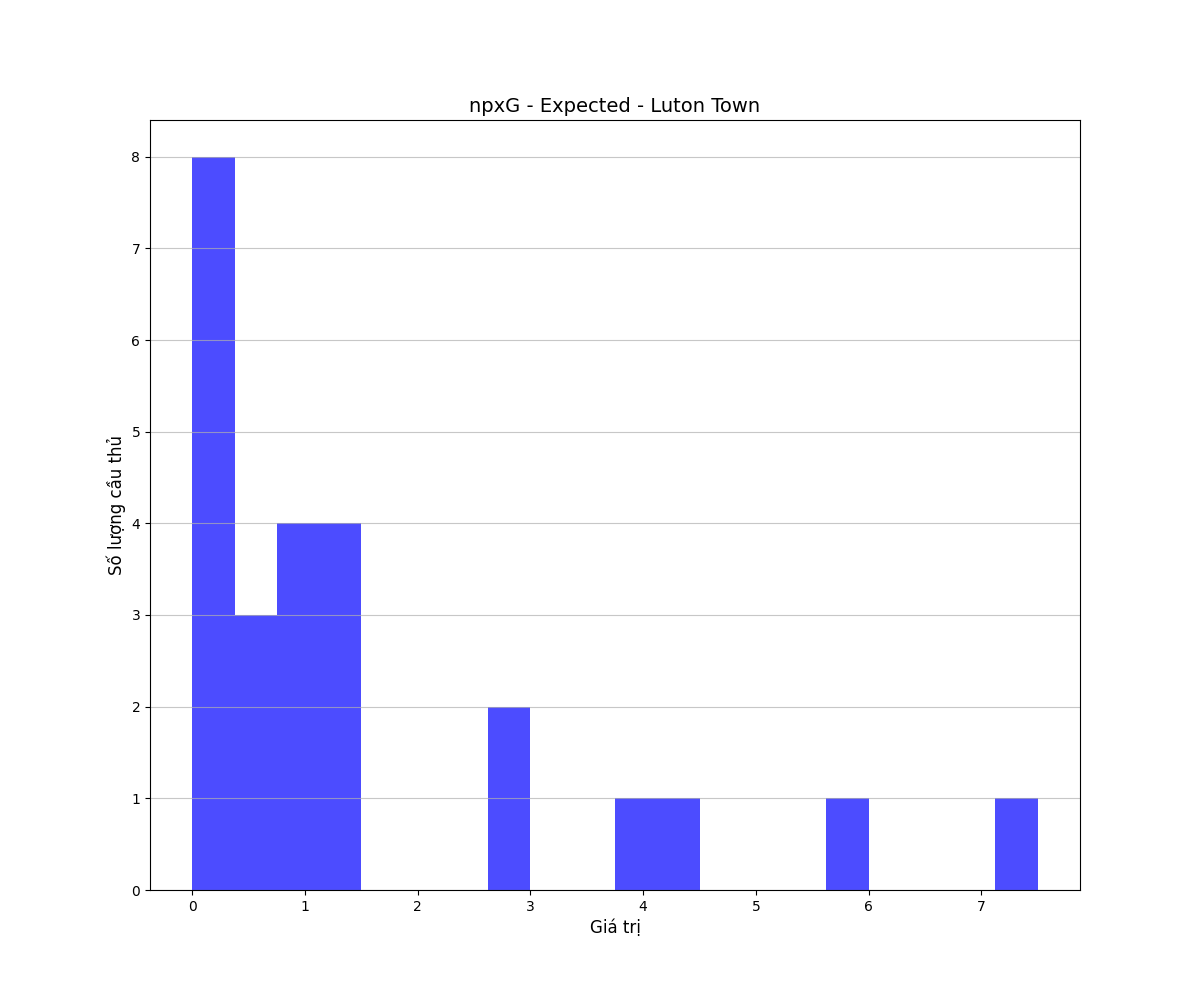 npxG - Expected - Luton Town
8
7
6
5
4
3
2
1
0
Số lượng cầu thủ
0 1 2 3 4 5 6 7
Giá trị